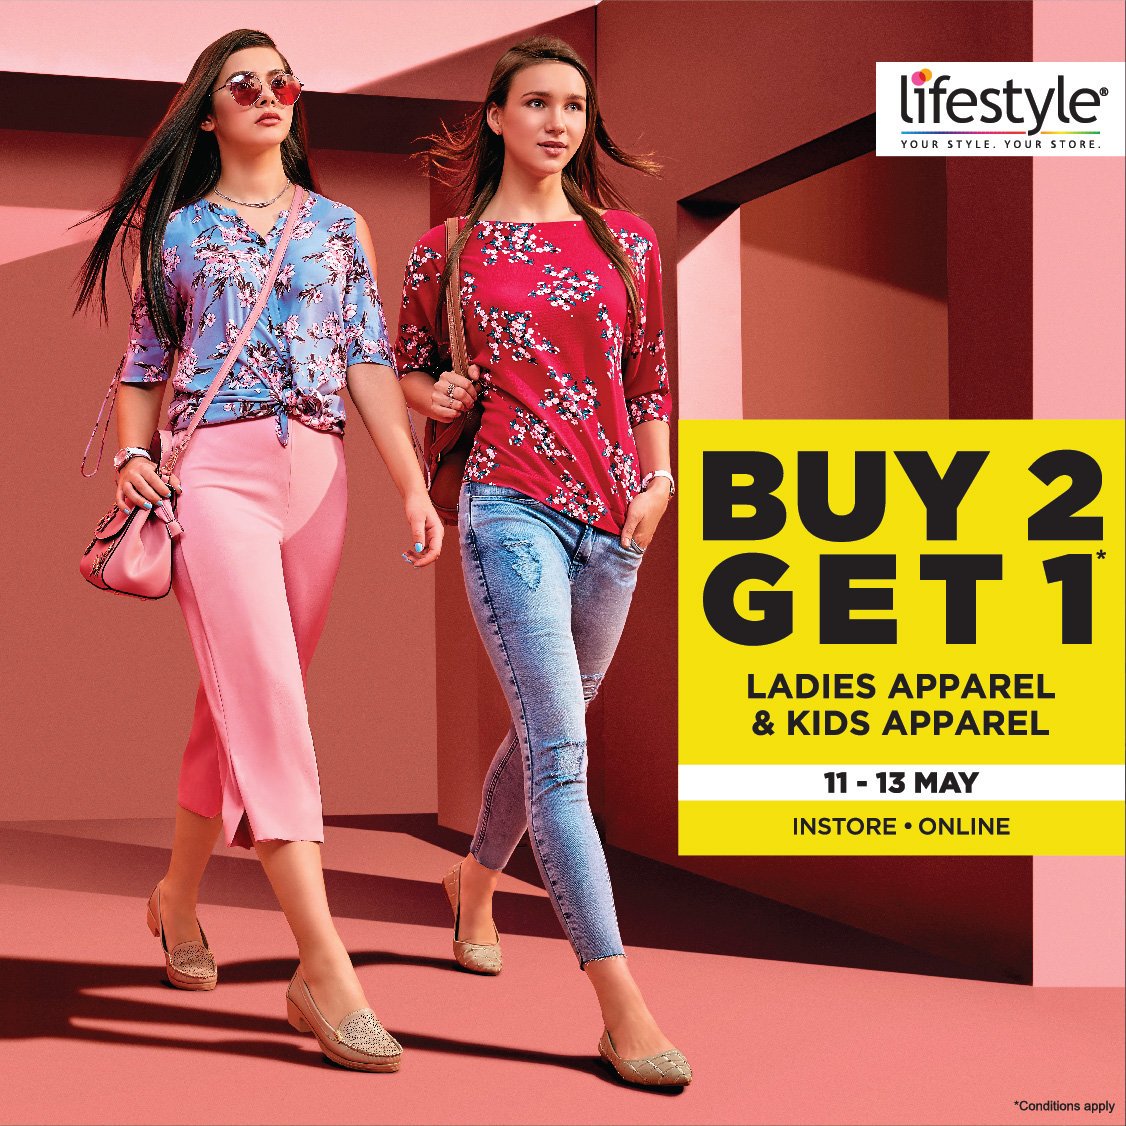 lifestyle®
YOUR STYLE. YOUR STORE.
BUY 2
GET 1*
LADIES APPAREL
& KIDS APPAREL
11 - 13 MAY
INSTORE • ONLINE
*Conditions apply